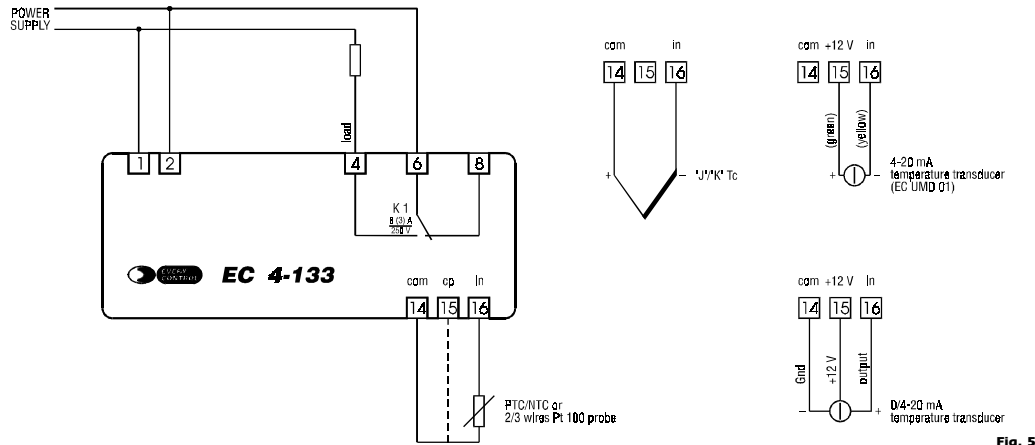 POWER
SUPPLY
load
1
2
4
6
8
K 1
8 (3) A
250 V
EVERY
CONTROL
EC 4-133
com
cp
in
14
15
16
PTC/NTC or
2/3 wires Pt 100 probe
com
in
14
15
16
+
-
"J"/"K" Tc
com
+12 V
in
14
15
16
(green)
(yellow)
+
-
4-20 mA
temperature transducer
(EC UMD 01)
com
+12 V
in
14
15
16
Gnd
+12 V
output
-
+
0/4-20 mA
temperature transducer
Fig. 5